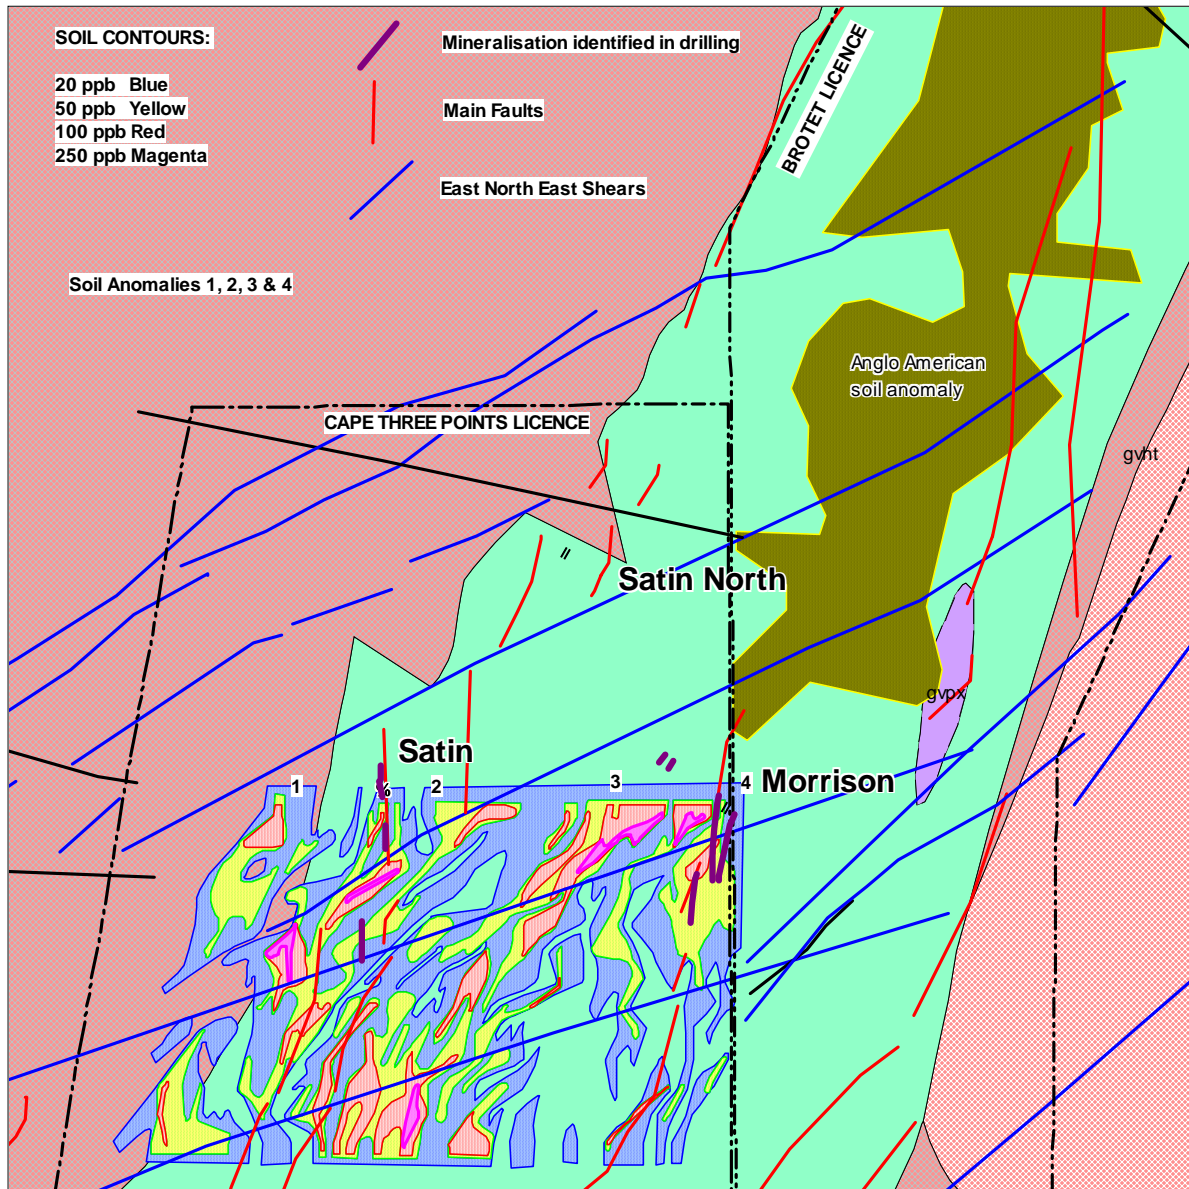 SOIL CONTOURS:
20 ppb Blue
50 ppb Yellow
100 ppb Red
250 ppb Magenta
Mineralisation identified in drilling
Main Faults
East North East Shears
Soil Anomalies 1, 2, 3 & 4
BROTET LICENCE
Anglo American
soil anomaly
CAPE THREE POINTS LICENCE
gvht
Satin North
gvpx
Satin
Morrison
1
2
3
4